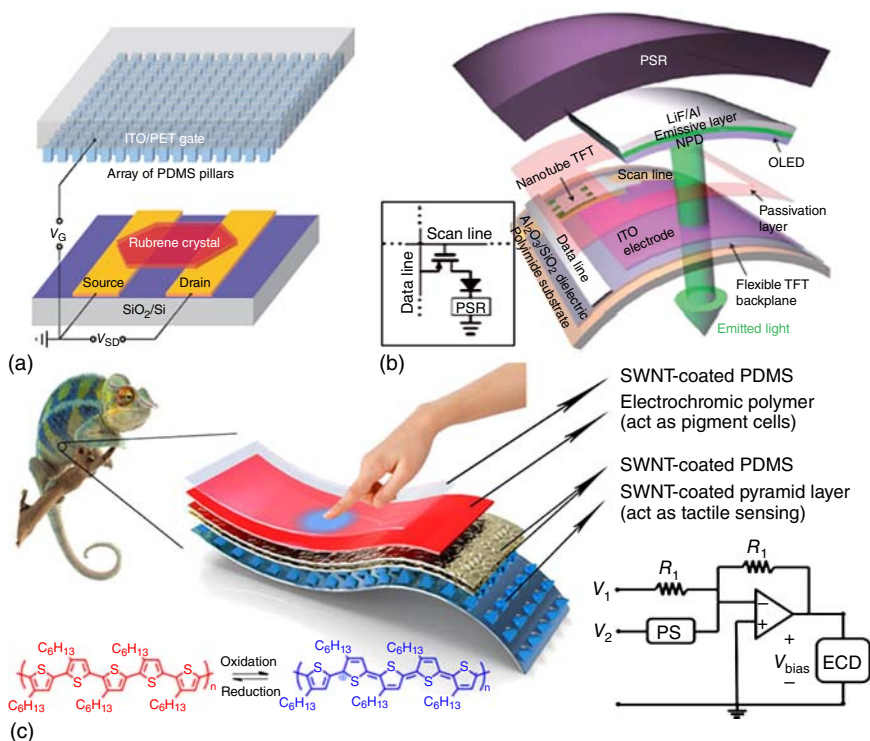 ITO/PET gate
Array of PDMS pillars
V_G
Rubrene crystal
Source
Drain
SiO₂/Si
V_SD
(a)
PSR
LiF/Al
Emissive layer
NPD
OLED
Nanotube TFT
Scan line
Passivation
layer
ITO
electrode
Data line
Al₂O₃/SiO₂ dielectric
Polyimide substrate
Flexible TFT
backplane
Emitted light
Scan line
Data line
PSR
(b)
SWNT-coated PDMS
Electrochromic polymer
(act as pigment cells)
SWNT-coated PDMS
SWNT-coated pyramid layer
(act as tactile sensing)
R₁
R₁
V₁
V₂
PS
−
+
+
V_bias
−
ECD
C₆H₁₃
C₆H₁₃
S
S
S
S
S
n
C₆H₁₃
C₆H₁₃
C₆H₁₃
Oxidation
Reduction
C₆H₁₃
C₆H₁₃
S
S
S
S
S
n
C₆H₁₃
C₆H₁₃
C₆H₁₃
(c)